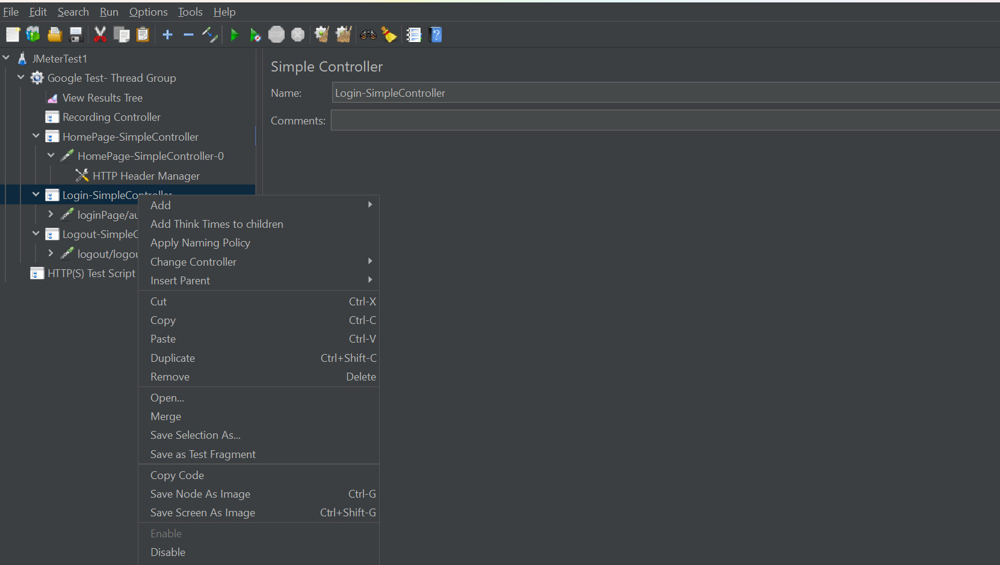 File Edit Search Run Options Tools Help
STOP
JMeterTest1
Google Test- Thread Group
View Results Tree
Recording Controller
HomePage-SimpleController
HomePage-SimpleController-0
HTTP Header Manager
Login-SimpleController
loginPage/au
Logout-SimpleC
logout/logou
HTTP(S) Test Script
Simple Controller
Name: Login-SimpleController
Comments:
Add
Add Think Times to children
Apply Naming Policy
Change Controller
Insert Parent
Cut Ctrl-X
Copy Ctrl-C
Paste Ctrl-V
Duplicate Ctrl+Shift-C
Remove Delete
Open...
Merge
Save Selection As...
Save as Test Fragment
Copy Code
Save Node As Image Ctrl-G
Save Screen As Image Ctrl+Shift-G
Enable
Disable